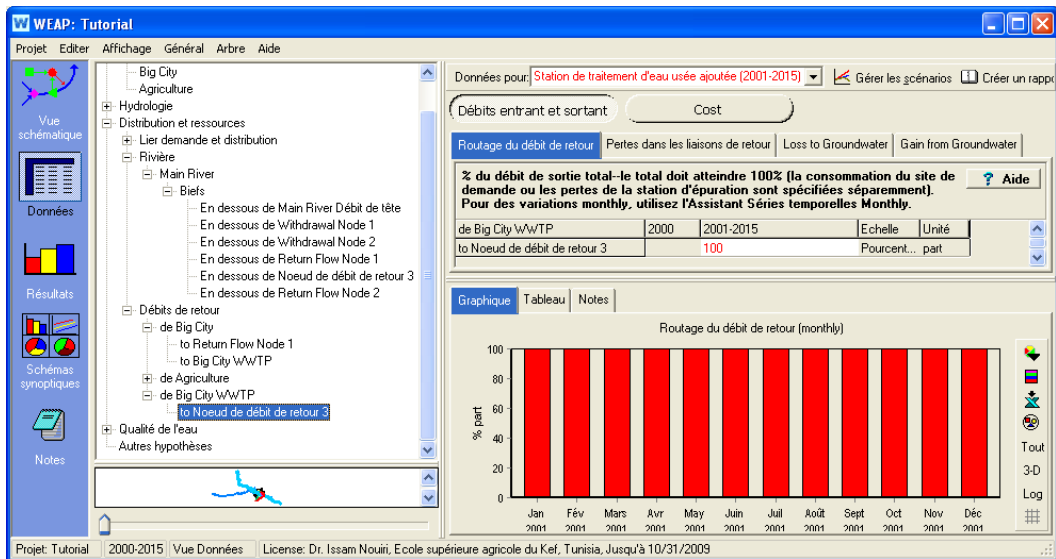 WEAP: Tutorial
Projet Editer Affichage Général Arbre Aide
Vue schématique
Données
Résultats
Schémas synoptiques
Notes
Big City
Agriculture
Hydrologie
Distribution et ressources
Lier demande et distribution
Rivière
Main River
Biefs
En dessous de Main River Débit de tête
En dessous de Withdrawal Node 1
En dessous de Withdrawal Node 2
En dessous de Return Flow Node 1
En dessous de Noeud de débit de retour 3
En dessous de Return Flow Node 2
Débits de retour
de Big City
to Return Flow Node 1
to Big City WWTP
de Agriculture
de Big City WWTP
to Noeud de débit de retour 3
Qualité de l'eau
Autres hypothèses
Données pour: Station de traitement d'eau usée ajoutée (2001-2015) Gérer les scénarios Créer un rappo
Débits entrant et sortant Cost
Routage du débit de retour Pertes dans les liaisons de retour Loss to Groundwater Gain from Groundwater
% du débit de sortie total--le total doit atteindre 100% (la consommation du site de
demande ou les pertes de la station d'épuration sont spécifiées séparemment).
Pour des variations monthly, utilisez l'Assistant Séries temporelles Monthly.
? Aide
de Big City WWTP 2000 2001-2015 Echelle Unité
to Noeud de débit de retour 3 100 Pourcent... part
Graphique Tableau Notes
Routage du débit de retour (monthly)
% part
100
80
60
40
20
0
Jan Fév Mars Avr May Juin Juil Août Sept Oct Nov Déc
2001 2001 2001 2001 2001 2001 2001 2001 2001 2001 2001 2001
Tout
3-D
Log
Projet: Tutorial 2000-2015 Vue Données License: Dr. Issam Nouiri, Ecole supérieure agricole du Kef, Tunisia, Jusqu'à 10/31/2009